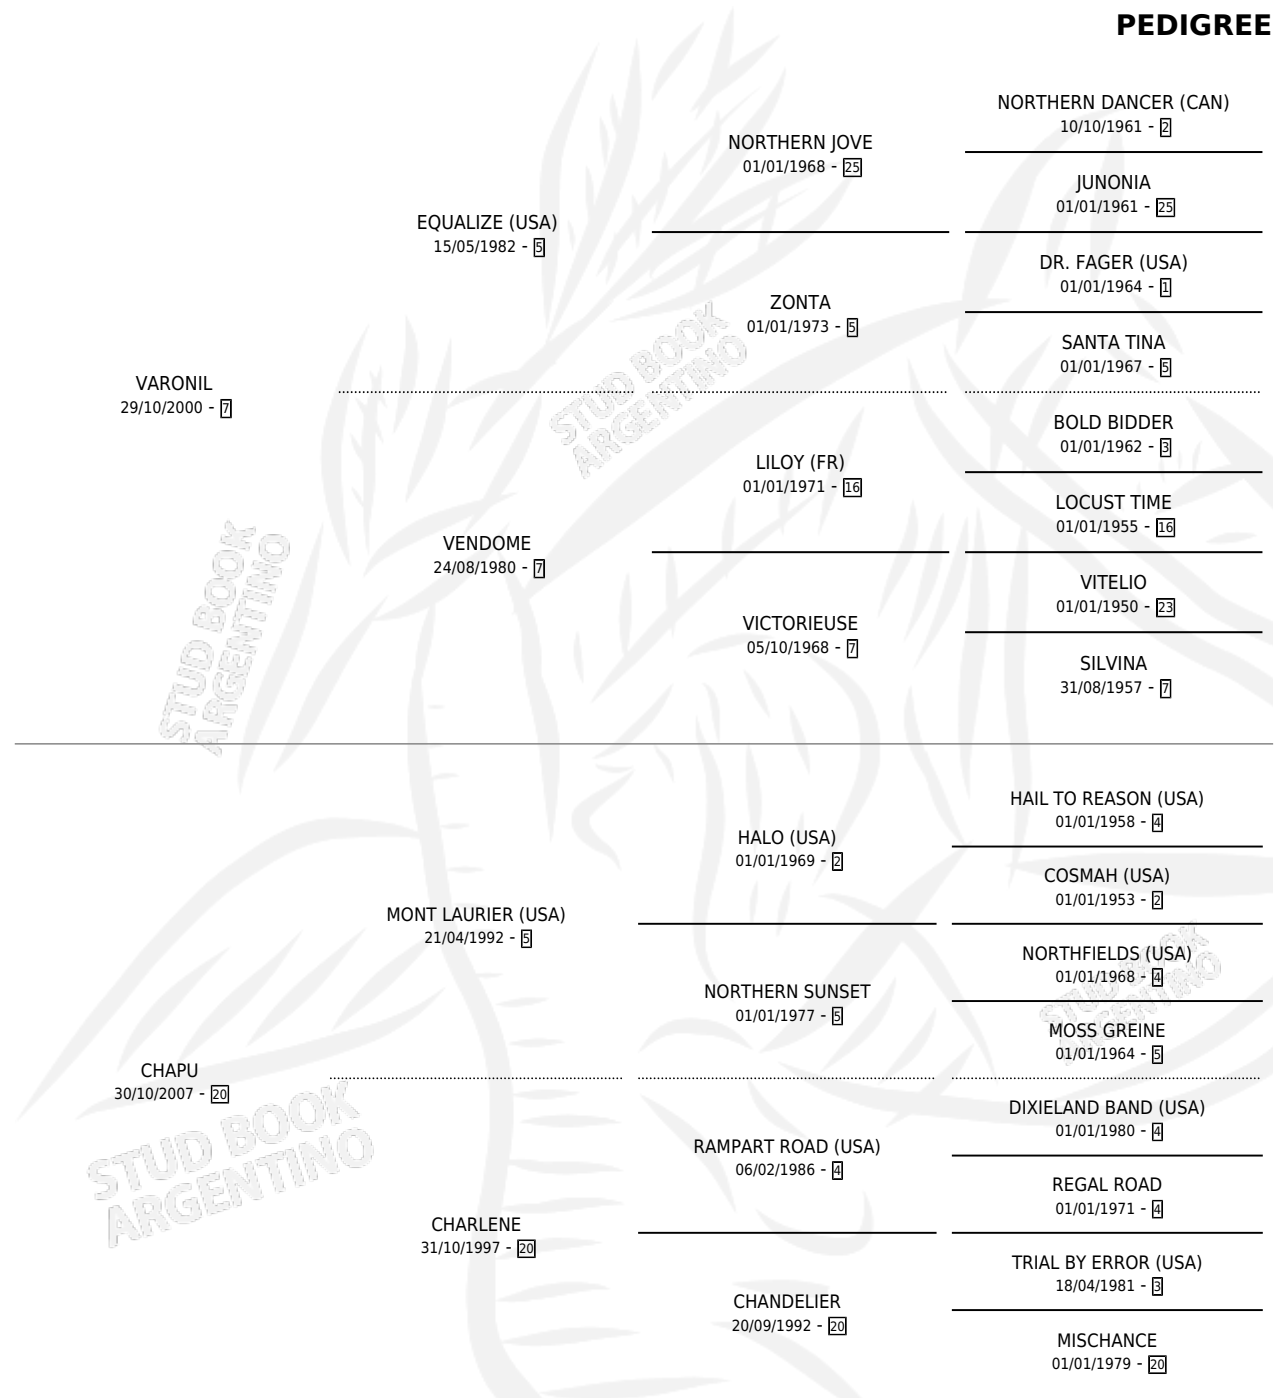 PEDIGREE
NORTHERN DANCER (CAN)
10/10/1961 - 2
NORTHERN JOVE
01/01/1968 - 25
JUNONIA
01/01/1961 - 25
EQUALIZE (USA)
15/05/1982 - 5
DR. FAGER (USA)
01/01/1964 - 1
ZONTA
01/01/1973 - 5
SANTA TINA
01/01/1967 - 5
VARONIL
29/10/2000 - 7
BOLD BIDDER
01/01/1962 - 3
LILOY (FR)
01/01/1971 - 16
LOCUST TIME
01/01/1955 - 16
VENDOME
24/08/1980 - 7
VITELIO
01/01/1950 - 23
VICTORIEUSE
05/10/1968 - 7
SILVINA
31/08/1957 - 7
HAIL TO REASON (USA)
01/01/1958 - 4
HALO (USA)
01/01/1969 - 2
COSMAH (USA)
01/01/1953 - 2
MONT LAURIER (USA)
21/04/1992 - 5
NORTHFIELDS (USA)
01/01/1968 - 4
NORTHERN SUNSET
01/01/1977 - 5
MOSS GREINE
01/01/1964 - 5
CHAPU
30/10/2007 - 20
DIXIELAND BAND (USA)
01/01/1980 - 4
RAMPART ROAD (USA)
06/02/1986 - 4
REGAL ROAD
01/01/1971 - 4
CHARLENE
31/10/1997 - 20
TRIAL BY ERROR (USA)
18/04/1981 - 3
CHANDELIER
20/09/1992 - 20
MISCHANCE
01/01/1979 - 20
STUD BOOK
ARGENTINO
STUD BOOK
ARGENTINO
STUD BOOK
ARGENTINO
STUD BOOK
ARGENTINO